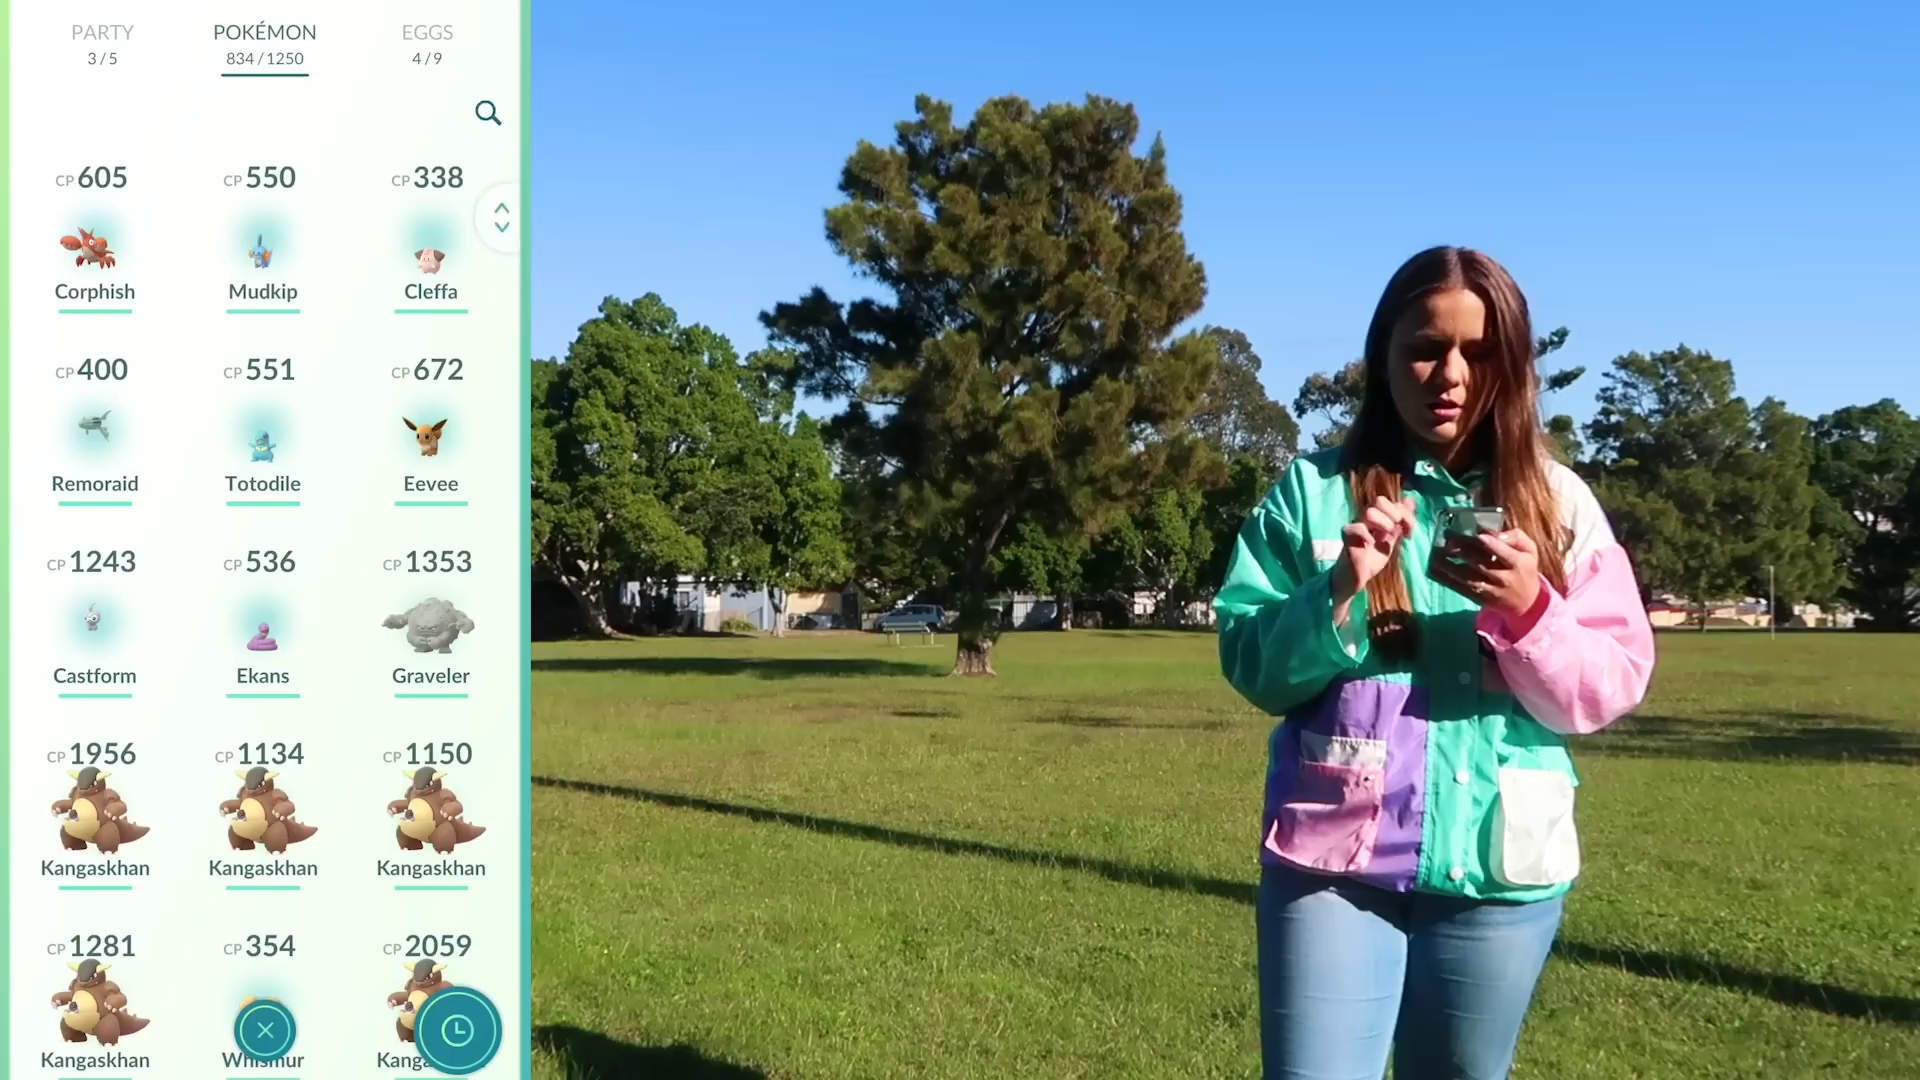 PARTY POKÉMON EGGS
3 / 5 834 / 1250 4 / 9
CP 605 CP 550 CP 338
Corphish Mudkip Cleffa
CP 400 CP 551 CP 672
Remoraid Totodile Eevee
CP 1243 CP 536 CP 1353
Castform Ekans Graveler
CP 1956 CP 1134 CP 1150
Kangaskhan Kangaskhan Kangaskhan
CP 1281 CP 354 CP 2059
Kangaskhan Whismur Kanga